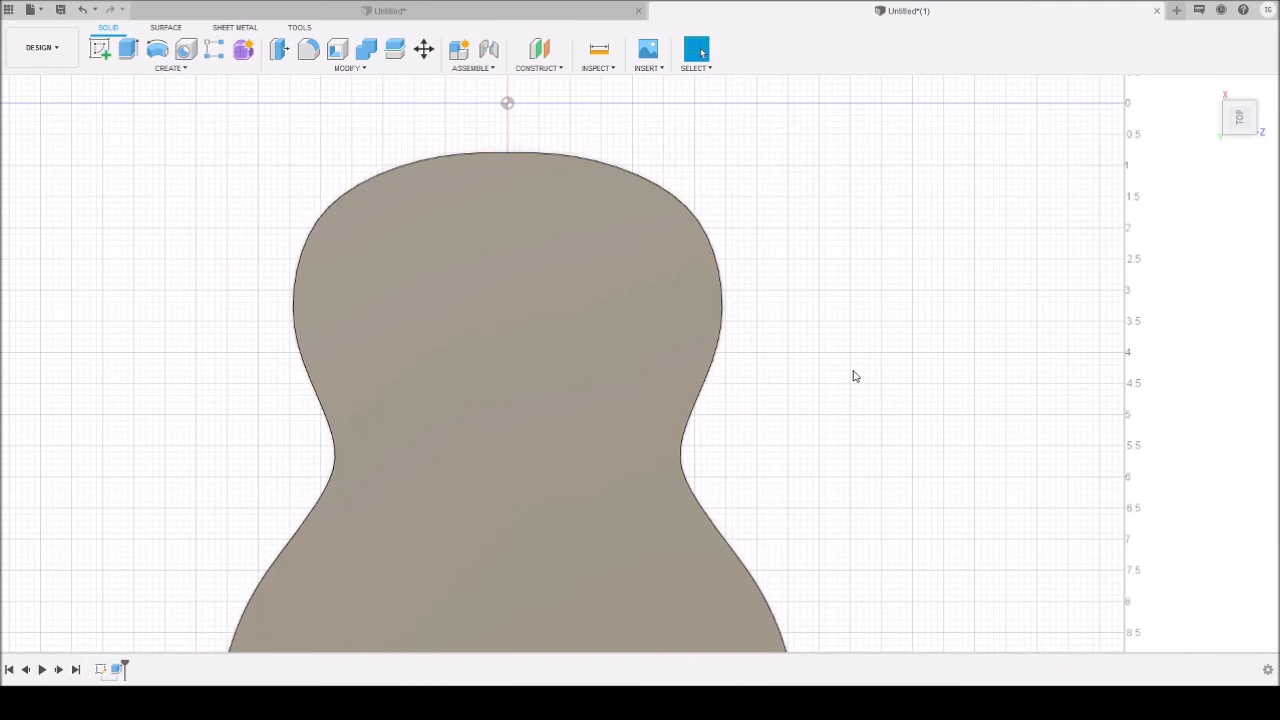 Untitled*
Untitled*(1)
TG
DESIGN
SOLID
SURFACE
SHEET METAL
TOOLS
CREATE
MODIFY
ASSEMBLE
CONSTRUCT
INSPECT
INSERT
SELECT
X
TOP
Z
0
0.5
1
1.5
2
2.5
3
3.5
4
4.5
5
5.5
6
6.5
7
7.5
8
8.5